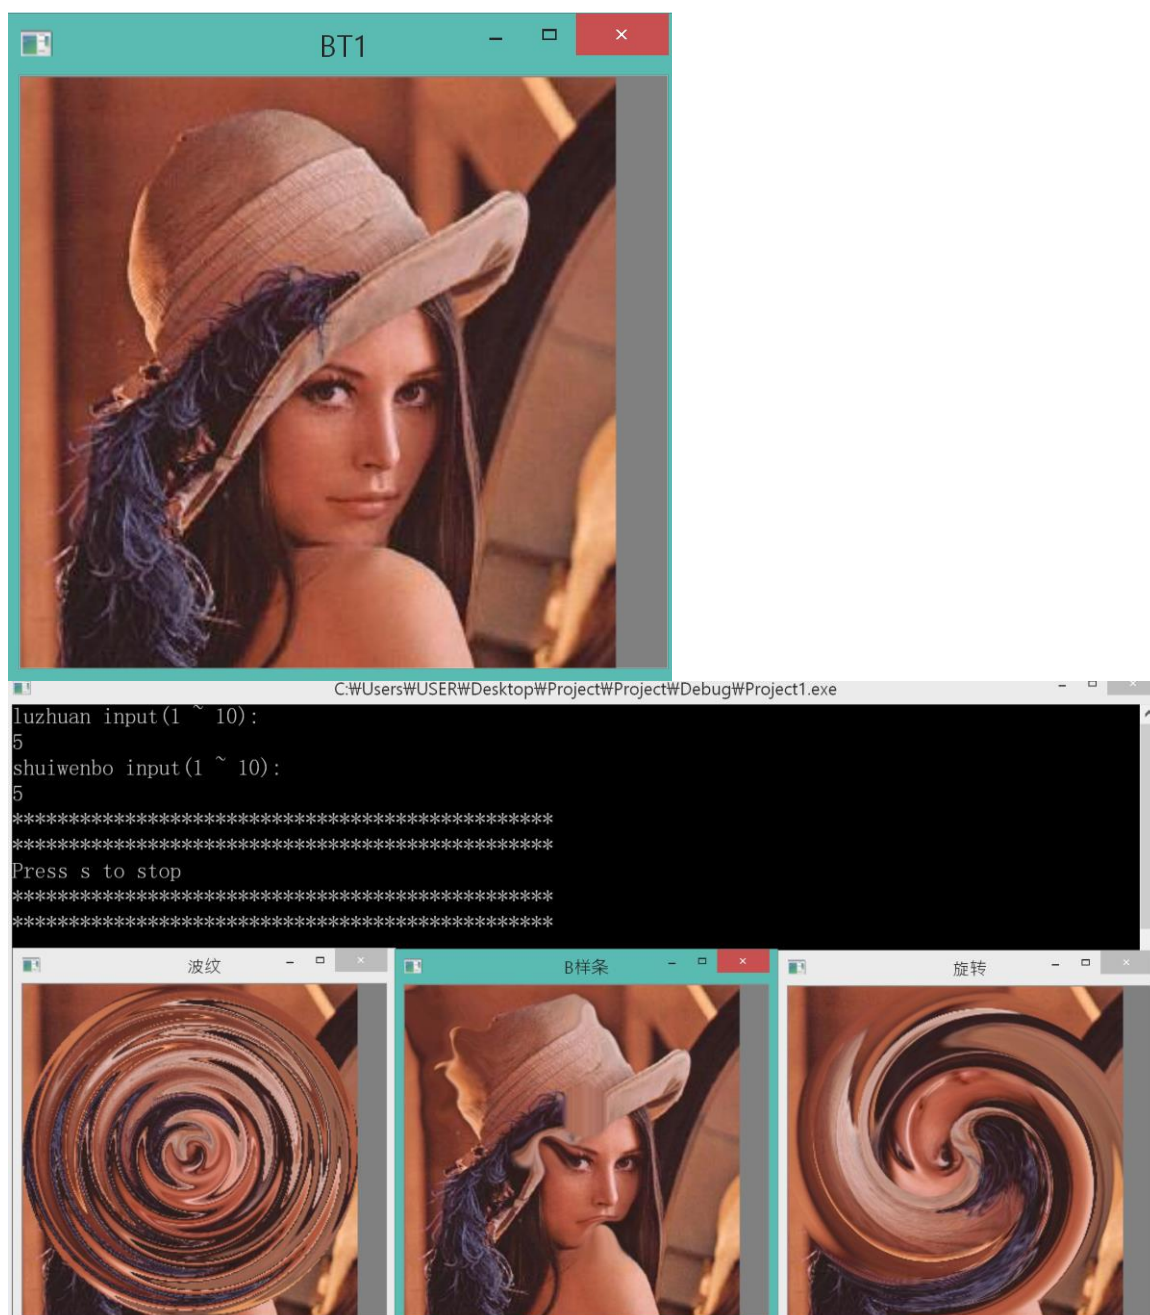 BT1
C:₩Users₩USER₩Desktop₩Project₩Project₩Debug₩Project1.exe
luzhuan input(1 ~ 10):
5
shuiwenbo input(1 ~ 10):
5
************************************************
************************************************
Press s to stop
************************************************
************************************************
波纹
B样条
旋转